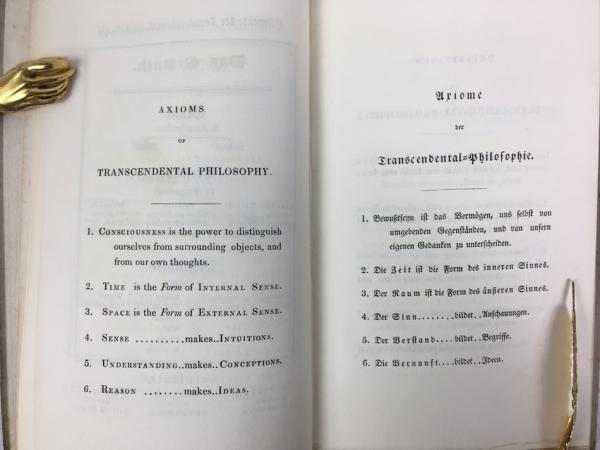 AXIOMS
OF
TRANSCENDENTAL PHILOSOPHY.
1. CONSCIOUSNESS is the power to distinguish
ourselves from surrounding objects, and
from our own thoughts.
2. TIME is the Form of INTERNAL SENSE.
3. SPACE is the Form of EXTERNAL SENSE.
4. SENSE ..........makes..INTUITIONS.
5. UNDERSTANDING..makes..CONCEPTIONS.
6. REASON ........makes..IDEAS.
Axiome
der
Transcendental=Philosophie.
1. Bewußtseyn ist das Vermögen, uns selbst von
umgebenden Gegenständen, und von unsern
eigenen Gedanken zu unterscheiden.
2. Die Zeit ist die Form des inneren Sinnes.
3. Der Raum ist die Form des äußeren Sinnes.
4. Der Sinn........bildet..Anschauungen.
5. Der Verstand....bildet..Begriffe.
6. Die Vernunft....bildet..Ideen.